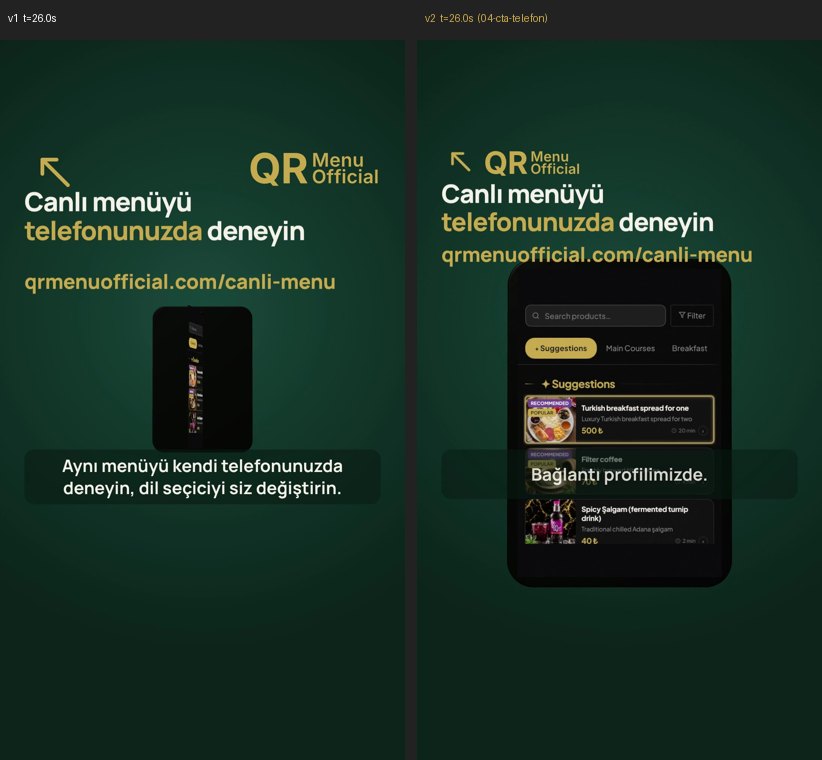 v1 t=26.0s
QR Menu
Official
Canlı menüyü
telefonunuzda deneyin
qrmenuofficial.com/canli-menu
Aynı menüyü kendi telefonunuzda
deneyin, dil seçiciyi siz değiştirin.
v2 t=26.0s (04-cta-telefon)
QR Menu
Official
Canlı menüyü
telefonunuzda deneyin
qrmenuofficial.com/canli-menu
Search products...
Filter
Suggestions
Main Courses
Breakfast
Suggestions
RECOMMENDED
POPULAR
Turkish breakfast spread for one
Luxury Turkish breakfast spread for two
500 ₺
20 min
RECOMMENDED
POPULAR
Filter coffee
Bağlantı profilimizde.
Spicy Şalgam (fermented turnip
drink)
Traditional chilled Adana şalgam
40 ₺
2 min